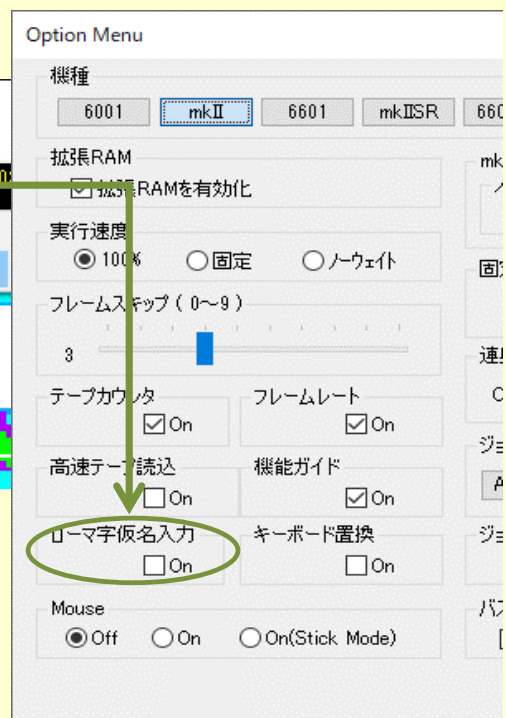 Option Menu
機種
6001 mkⅡ 6601 mkⅡSR 660
拡張RAM
拡張RAMを有効化
mk
実行速度
100% 固定 ノーウェイト
フレームスキップ ( 0～9 )
3
テープカウンタ フレームレート
On On
高速テープ読込 機能ガイド
On On
ローマ字仮名入力 キーボード置換
On On
Mouse
Off On On(Stick Mode)